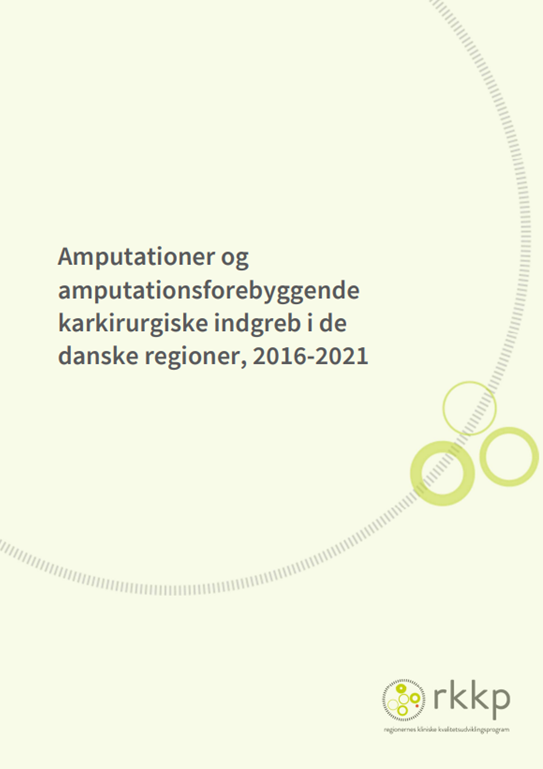 Amputationer og
amputationsforebyggende
karkirurgiske indgreb i de
danske regioner, 2016-2021
rkkp
regionernes kliniske kvalitetsudviklingsprogram